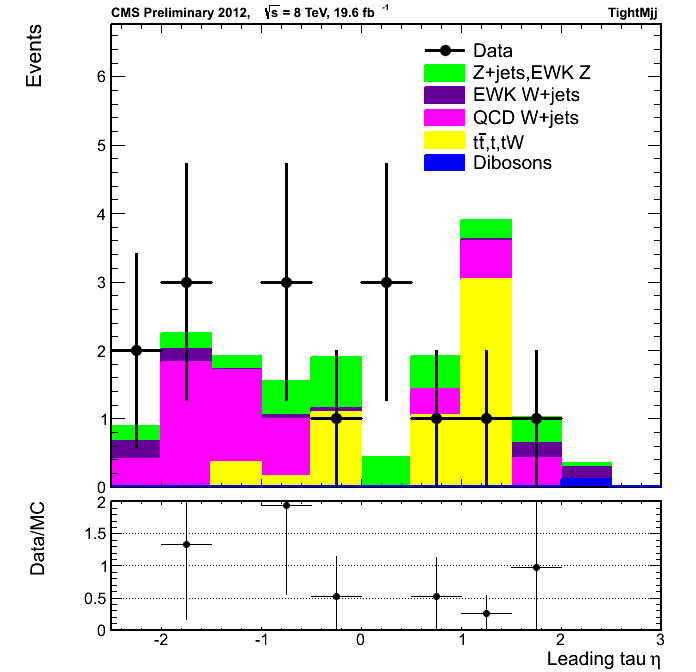 CMS Preliminary 2012, √s = 8 TeV, 19.6 fb⁻¹ TightMjj
Events
6
5
4
3
2
1
0
Data
Z+jets,EWK Z
EWK W+jets
QCD W+jets
tt̅,t,tW
Dibosons
Data/MC
2
1.5
1
0.5
0
-2 -1 0 1 2 3
Leading tau η